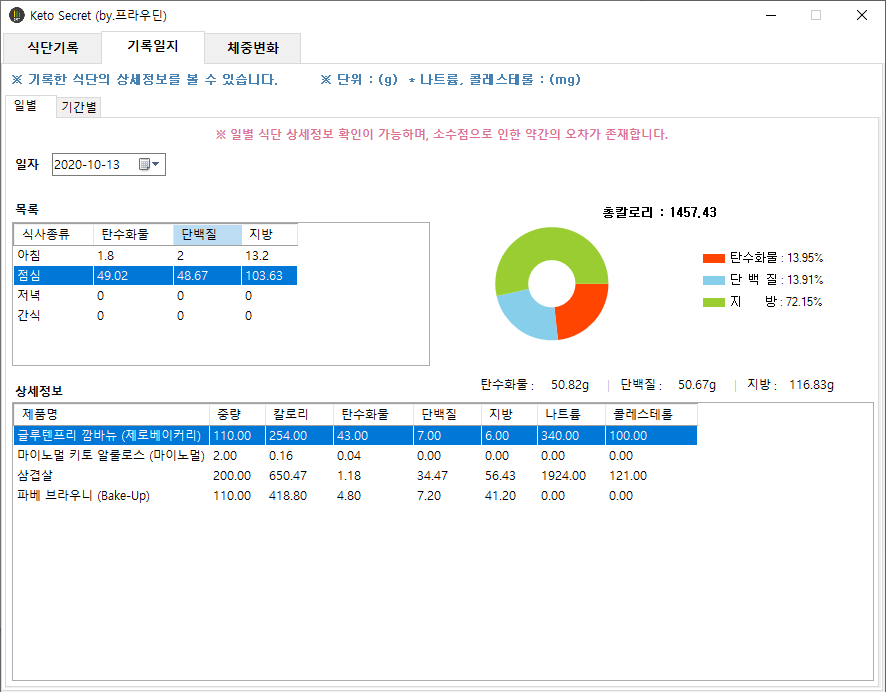 Keto Secret (by.프라우딘)
식단기록 기록일지 체중변화
※ 기록한 식단의 상세정보를 볼 수 있습니다. ※ 단위 : (g) * 나트륨, 콜레스테롤 : (mg)
일별 기간별
※ 일별 식단 상세정보 확인이 가능하며, 소수점으로 인한 약간의 오차가 존재합니다.
일자 2020-10-13
목록
식사종류 탄수화물 단백질 지방
아침 1.8 2 13.2
점심 49.02 48.67 103.63
저녁 0 0 0
간식 0 0 0
총칼로리 : 1457.43
탄수화물 : 13.95%
단 백 질 : 13.91%
지 방 : 72.15%
탄수화물 : 50.82g | 단백질 : 50.67g | 지방 : 116.83g
상세정보
제품명 중량 칼로리 탄수화물 단백질 지방 나트륨 콜레스테롤
글루텐프리 깜바뉴 (제로베이커리) 110.00 254.00 43.00 7.00 6.00 340.00 100.00
마이노멀 키토 알룰로스 (마이노멀) 2.00 0.16 0.04 0.00 0.00 0.00 0.00
삼겹살 200.00 650.47 1.18 34.47 56.43 1924.00 121.00
파베 브라우니 (Bake-Up) 110.00 418.80 4.80 7.20 41.20 0.00 0.00